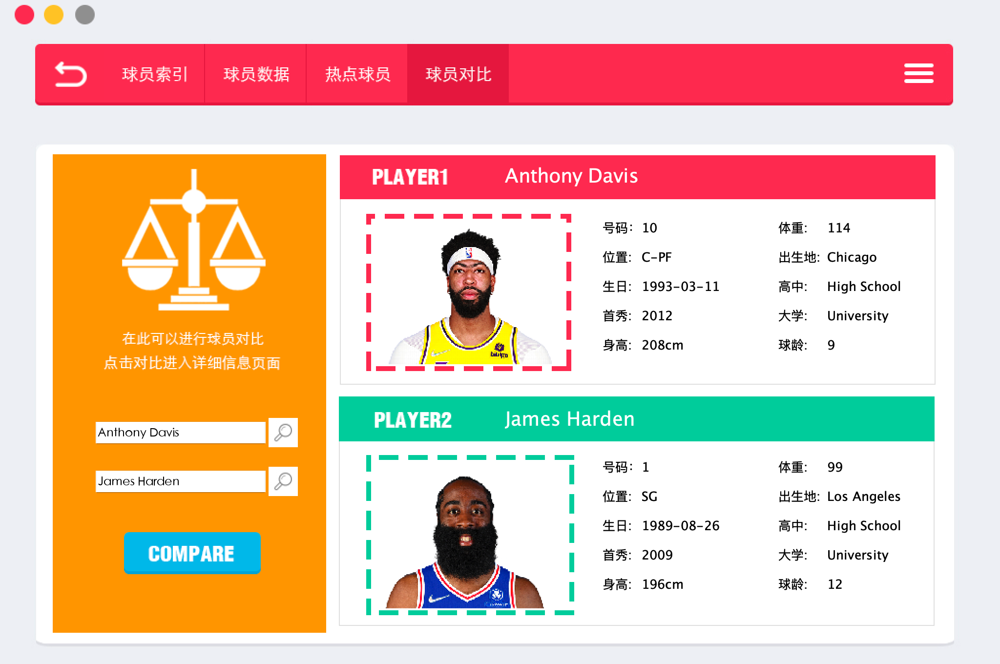 球员索引 球员数据 热点球员 球员对比
在此可以进行球员对比
点击对比进入详细信息页面
Anthony Davis
James Harden
COMPARE
PLAYER1 Anthony Davis
号码: 10 体重: 114
位置: C-PF 出生地: Chicago
生日: 1993-03-11 高中: High School
首秀: 2012 大学: University
身高: 208cm 球龄: 9
PLAYER2 James Harden
号码: 1 体重: 99
位置: SG 出生地: Los Angeles
生日: 1989-08-26 高中: High School
首秀: 2009 大学: University
身高: 196cm 球龄: 12